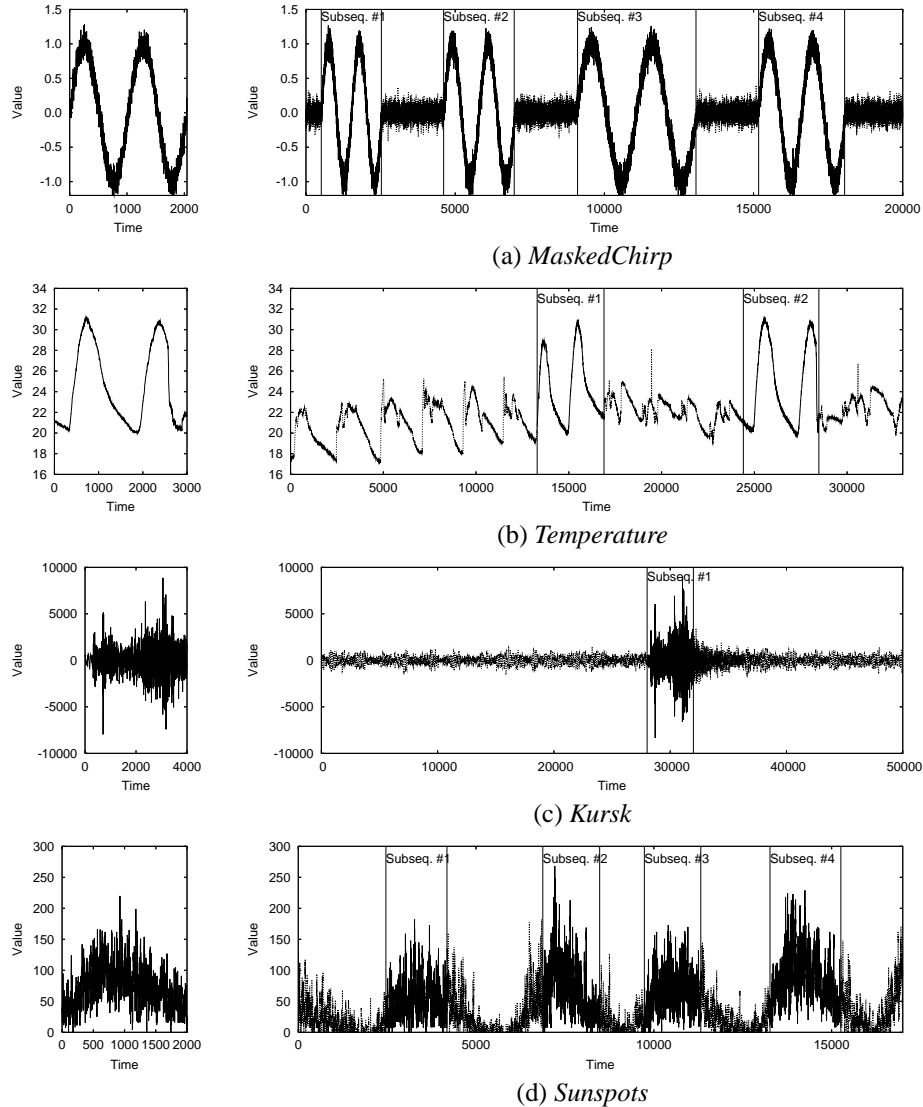 1.5
1.0
0.5
0.0
-0.5
-1.0
Value
0 1000 2000
Time
1.5
1.0
0.5
0.0
-0.5
-1.0
Value
Subseq. #1 Subseq. #2 Subseq. #3 Subseq. #4
0 5000 10000 15000 20000
Time
(a) MaskedChirp
34
32
30
28
26
24
22
20
18
16
Value
0 1000 2000 3000
Time
34
32
30
28
26
24
22
20
18
16
Value
Subseq. #1 Subseq. #2
0 5000 10000 15000 20000 25000 30000
Time
(b) Temperature
10000
5000
0
-5000
-10000
Value
0 2000 4000
Time
10000
5000
0
-5000
-10000
Value
Subseq. #1
0 10000 20000 30000 40000 50000
Time
(c) Kursk
300
250
200
150
100
50
0
Value
0 500 1000 1500 2000
Time
300
250
200
150
100
50
0
Value
Subseq. #1 Subseq. #2 Subseq. #3 Subseq. #4
0 5000 10000 15000
Time
(d) Sunspots